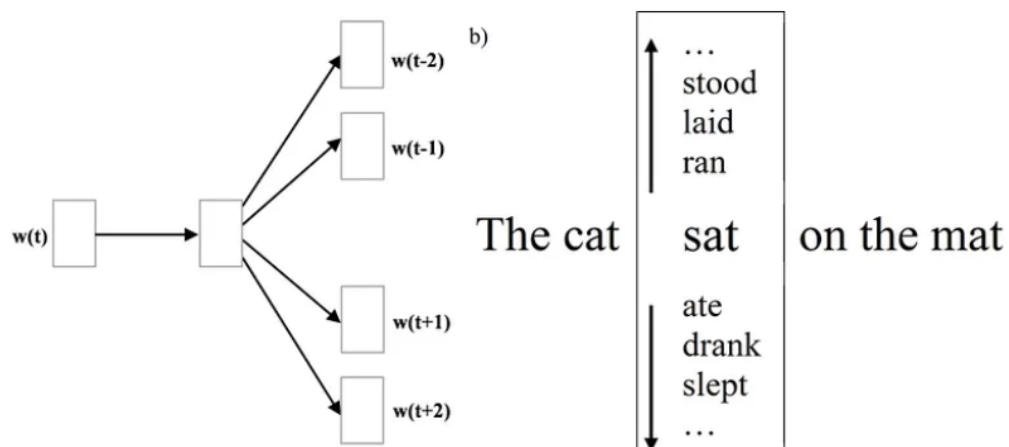 w(t)
w(t-2)
w(t-1)
w(t+1)
w(t+2)
b)
…
stood
laid
ran
The cat sat on the mat
ate
drank
slept
…